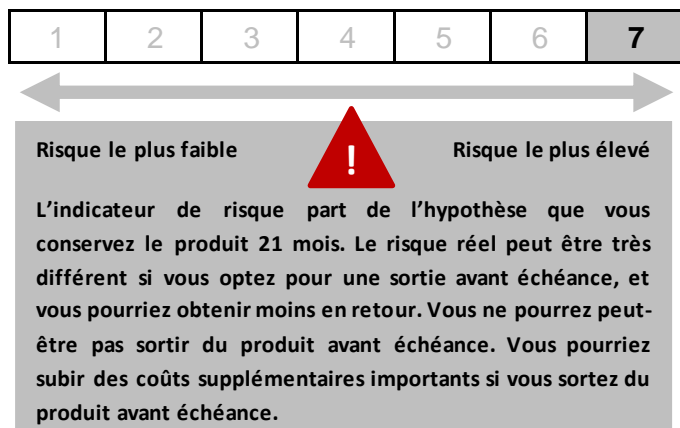 1 2 3 4 5 6 7
!
Risque le plus faible Risque le plus élevé
L'indicateur de risque part de l'hypothèse que vous
conservez le produit 21 mois. Le risque réel peut être très
différent si vous optez pour une sortie avant échéance, et
vous pourriez obtenir moins en retour. Vous ne pourrez peut-
être pas sortir du produit avant échéance. Vous pourriez
subir des coûts supplémentaires importants si vous sortez du
produit avant échéance.